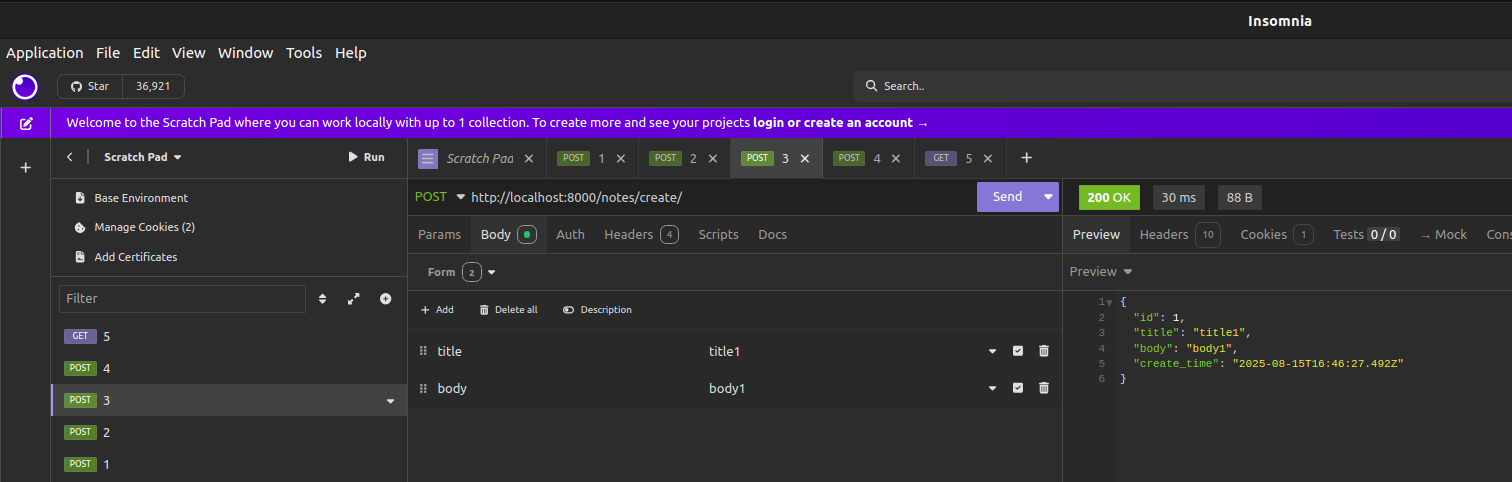 Insomnia
Application File Edit View Window Tools Help
Star 36,921
Search..
Welcome to the Scratch Pad where you can work locally with up to 1 collection. To create more and see your projects login or create an account →
Scratch Pad
Run
Scratch Pad
POST 1
POST 2
POST 3
POST 4
GET 5
Base Environment
Manage Cookies (2)
Add Certificates
Filter
GET 5
POST 4
POST 3
POST 2
POST 1
POST http://localhost:8000/notes/create/
Send
Params Body Auth Headers 4 Scripts Docs
Form 2
Add Delete all Description
title title1
body body1
200 OK 30 ms 88 B
Preview Headers 10 Cookies 1 Tests 0 / 0 → Mock Cons
Preview
1 {
2 "id": 1,
3 "title": "title1",
4 "body": "body1",
5 "create_time": "2025-08-15T16:46:27.492Z"
6 }